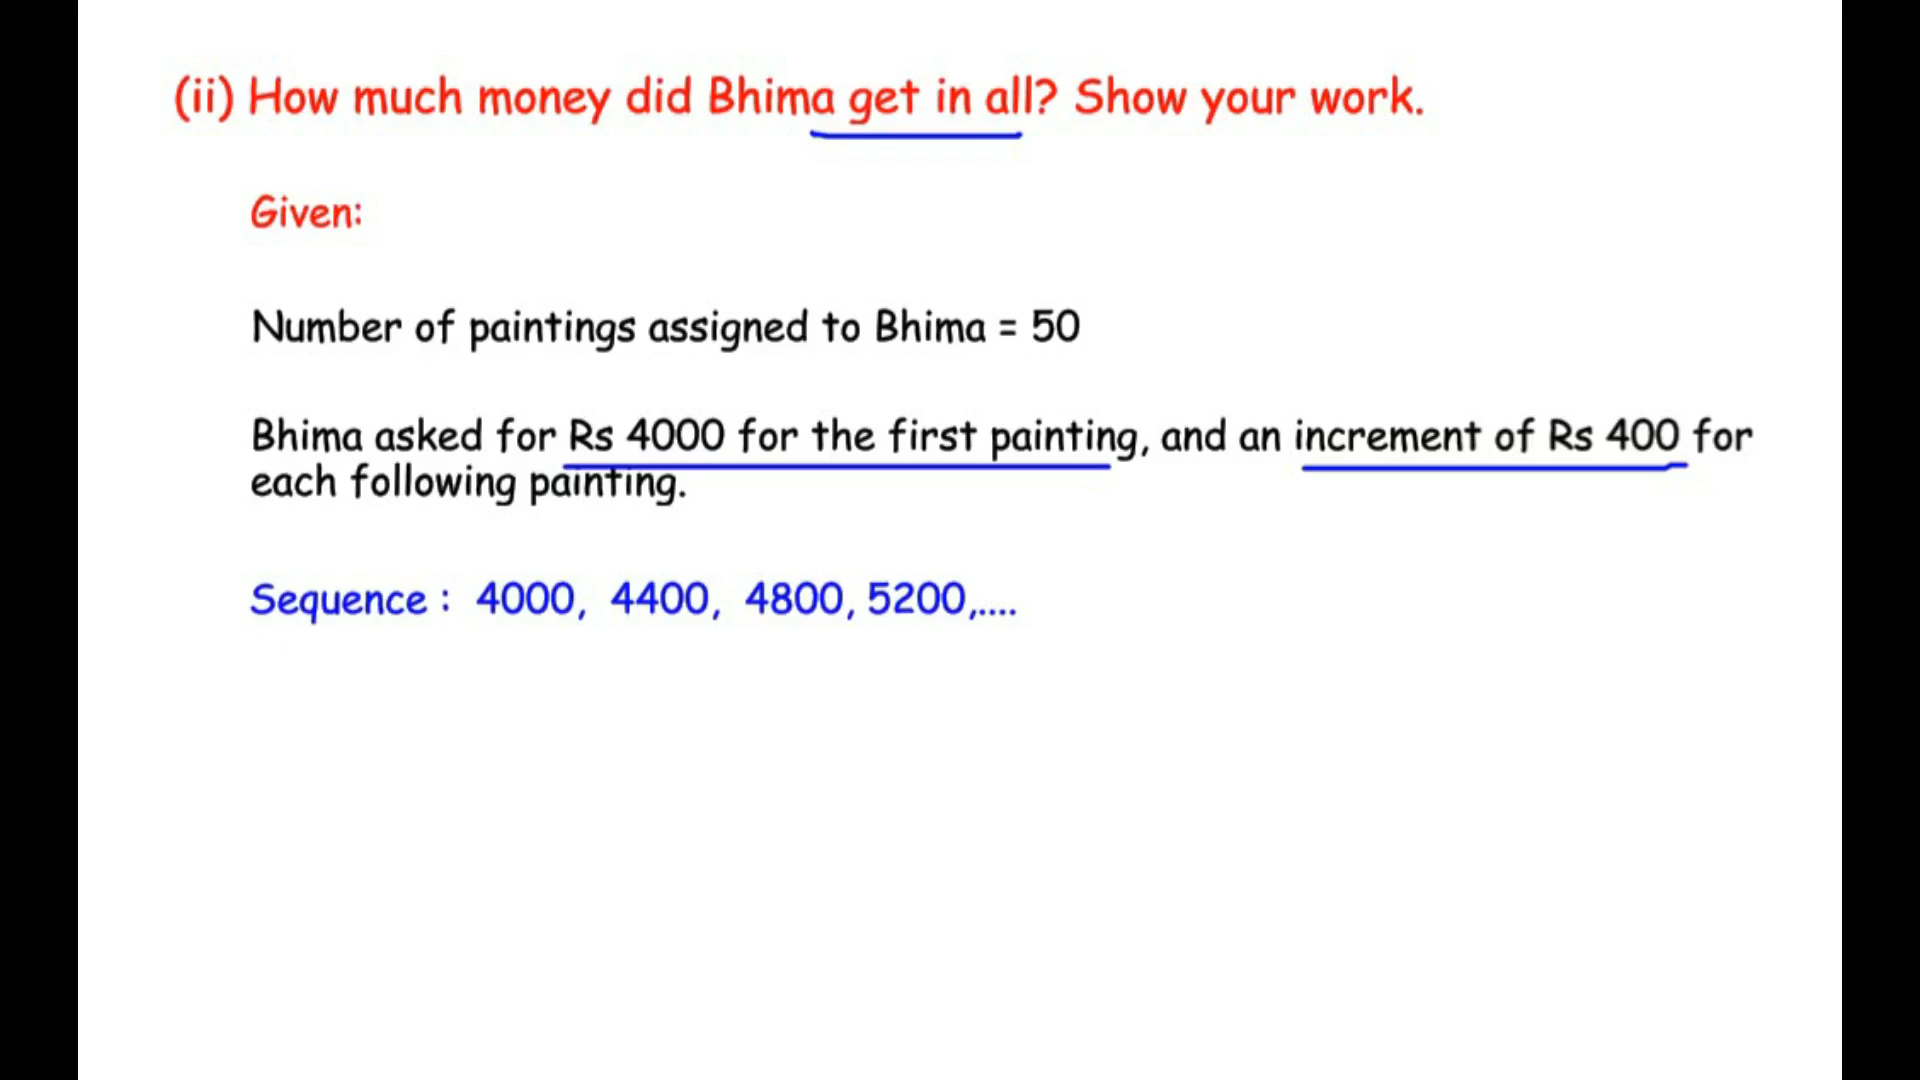 (ii) How much money did Bhima get in all? Show your work.
Given:
Number of paintings assigned to Bhima = 50
Bhima asked for Rs 4000 for the first painting, and an increment of Rs 400 for
each following painting.
Sequence : 4000, 4400, 4800, 5200,....